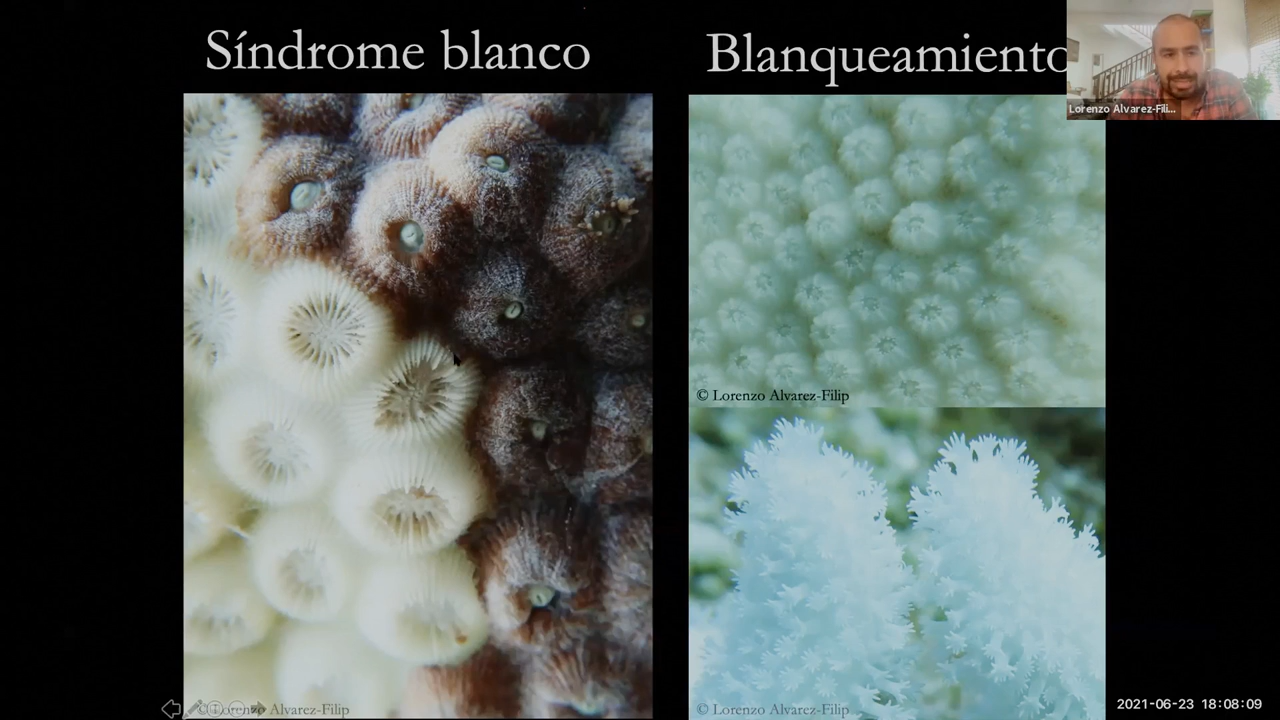 Síndrome blanco
Blanqueamiento
Lorenzo Alvarez-Fili...
© Lorenzo Alvarez-Filip
© Lorenzo Alvarez-Filip
© Lorenzo Alvarez-Filip
2021-06-23 18:08:09